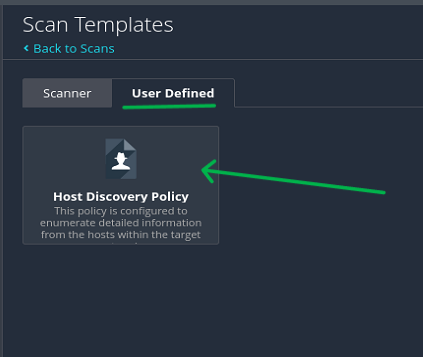 Scan Templates
Back to Scans
Scanner
User Defined
Host Discovery Policy
This policy is configured to
enumerate detailed information
from the hosts within the target